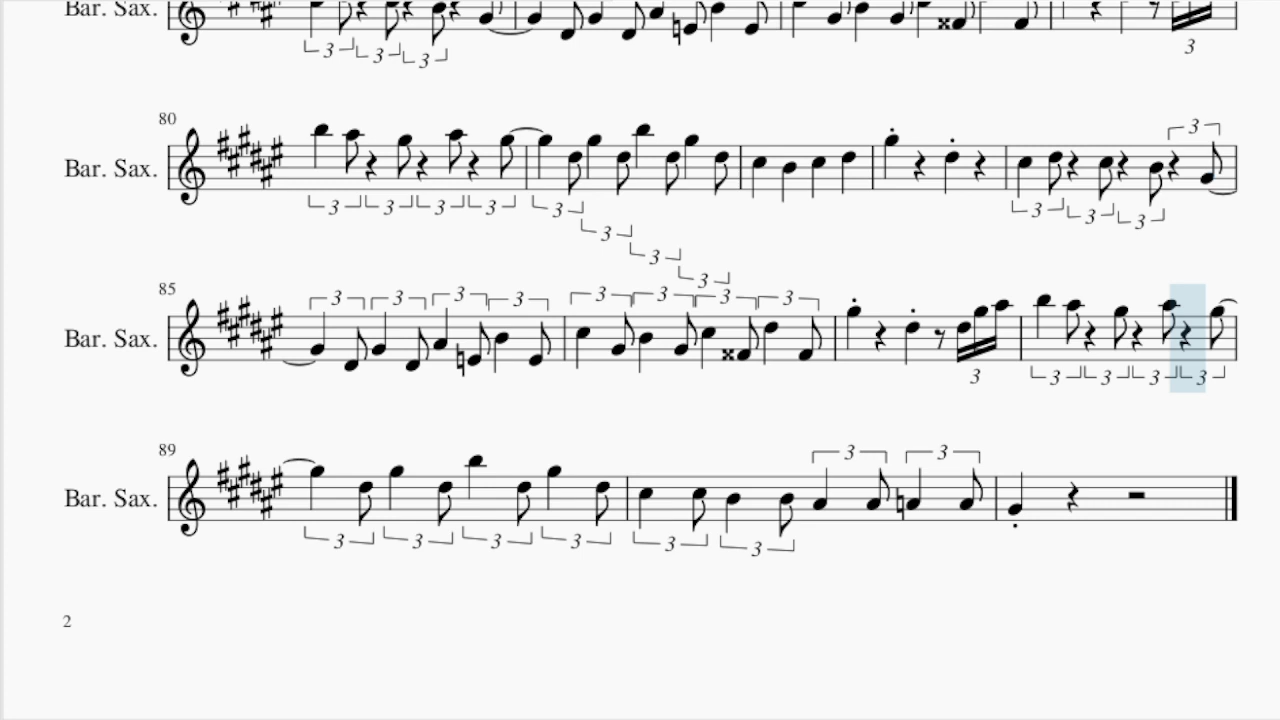 Bar. Sax.
3 3 3 3
80
Bar. Sax.
3 3 3 3 3 3 3 3 3 3 3 3
85
Bar. Sax.
3 3 3 3 3 3 3 3 3 3 3 3 3
89
Bar. Sax.
3 3 3 3 3 3 3 3
2